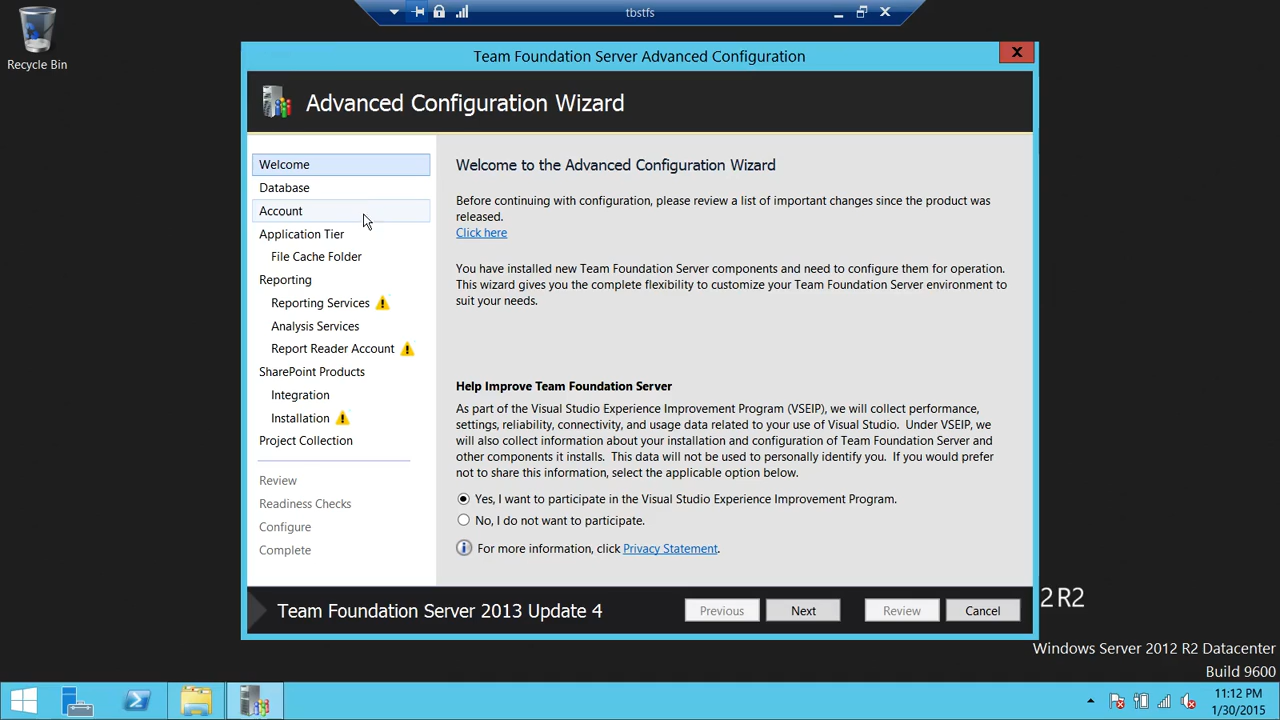 tbstfs
Recycle Bin
Team Foundation Server Advanced Configuration
Advanced Configuration Wizard
Welcome
Database
Account
Application Tier
File Cache Folder
Reporting
Reporting Services
Analysis Services
Report Reader Account
SharePoint Products
Integration
Installation
Project Collection
Review
Readiness Checks
Configure
Complete
Welcome to the Advanced Configuration Wizard
Before continuing with configuration, please review a list of important changes since the product was
released.
Click here
You have installed new Team Foundation Server components and need to configure them for operation.
This wizard gives you the complete flexibility to customize your Team Foundation Server environment to
suit your needs.
Help Improve Team Foundation Server
As part of the Visual Studio Experience Improvement Program (VSEIP), we will collect performance,
settings, reliability, connectivity, and usage data related to your use of Visual Studio. Under VSEIP, we
will also collect information about your installation and configuration of Team Foundation Server and
other components it installs. This data will not be used to personally identify you. If you would prefer
not to share this information, select the applicable option below.
Yes, I want to participate in the Visual Studio Experience Improvement Program.
No, I do not want to participate.
For more information, click Privacy Statement.
Team Foundation Server 2013 Update 4
Previous
Next
Review
Cancel
2 R2
Windows Server 2012 R2 Datacenter
Build 9600
11:12 PM
1/30/2015